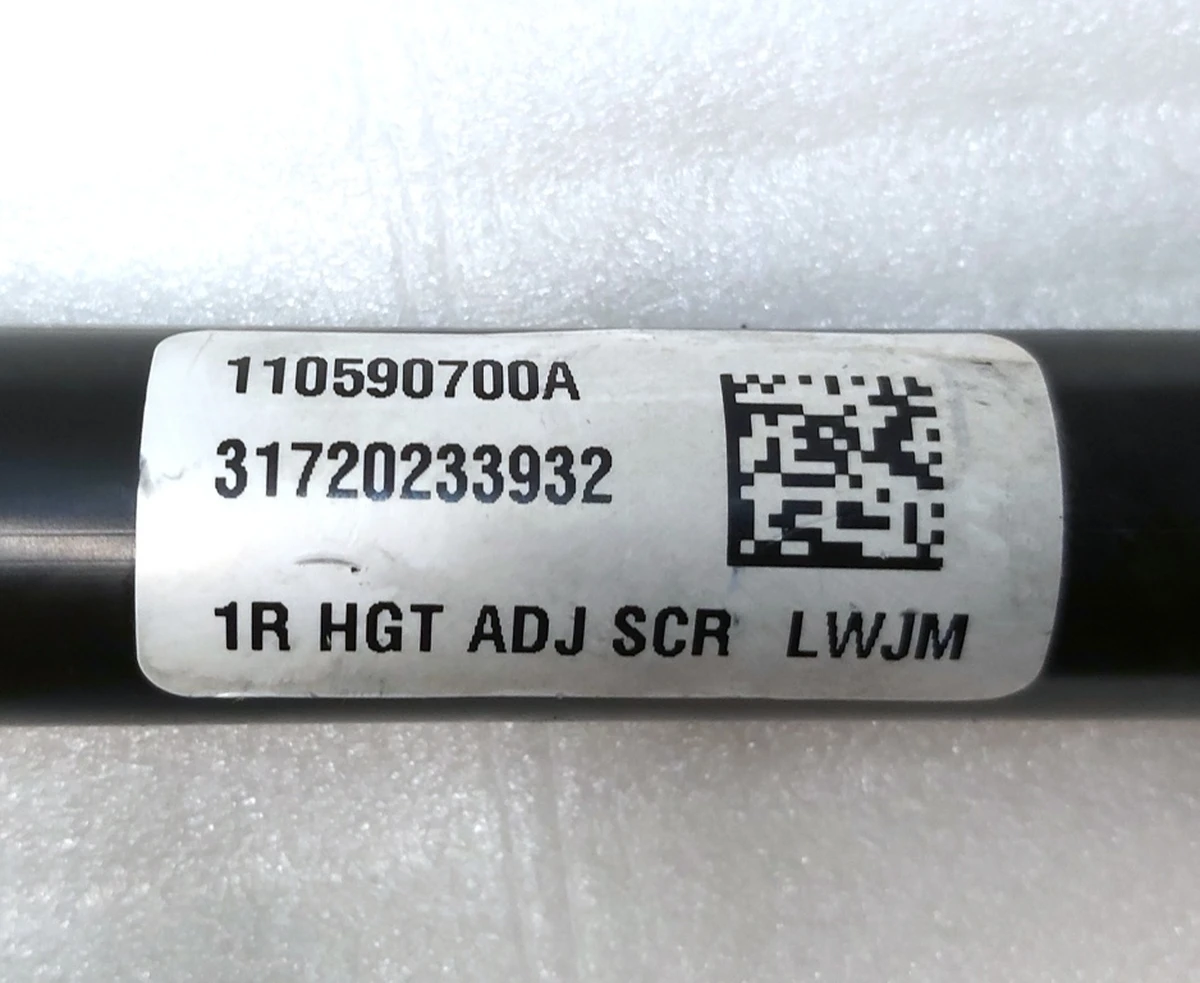 110590700A
31720233932
1R HGT ADJ SCR LWJM